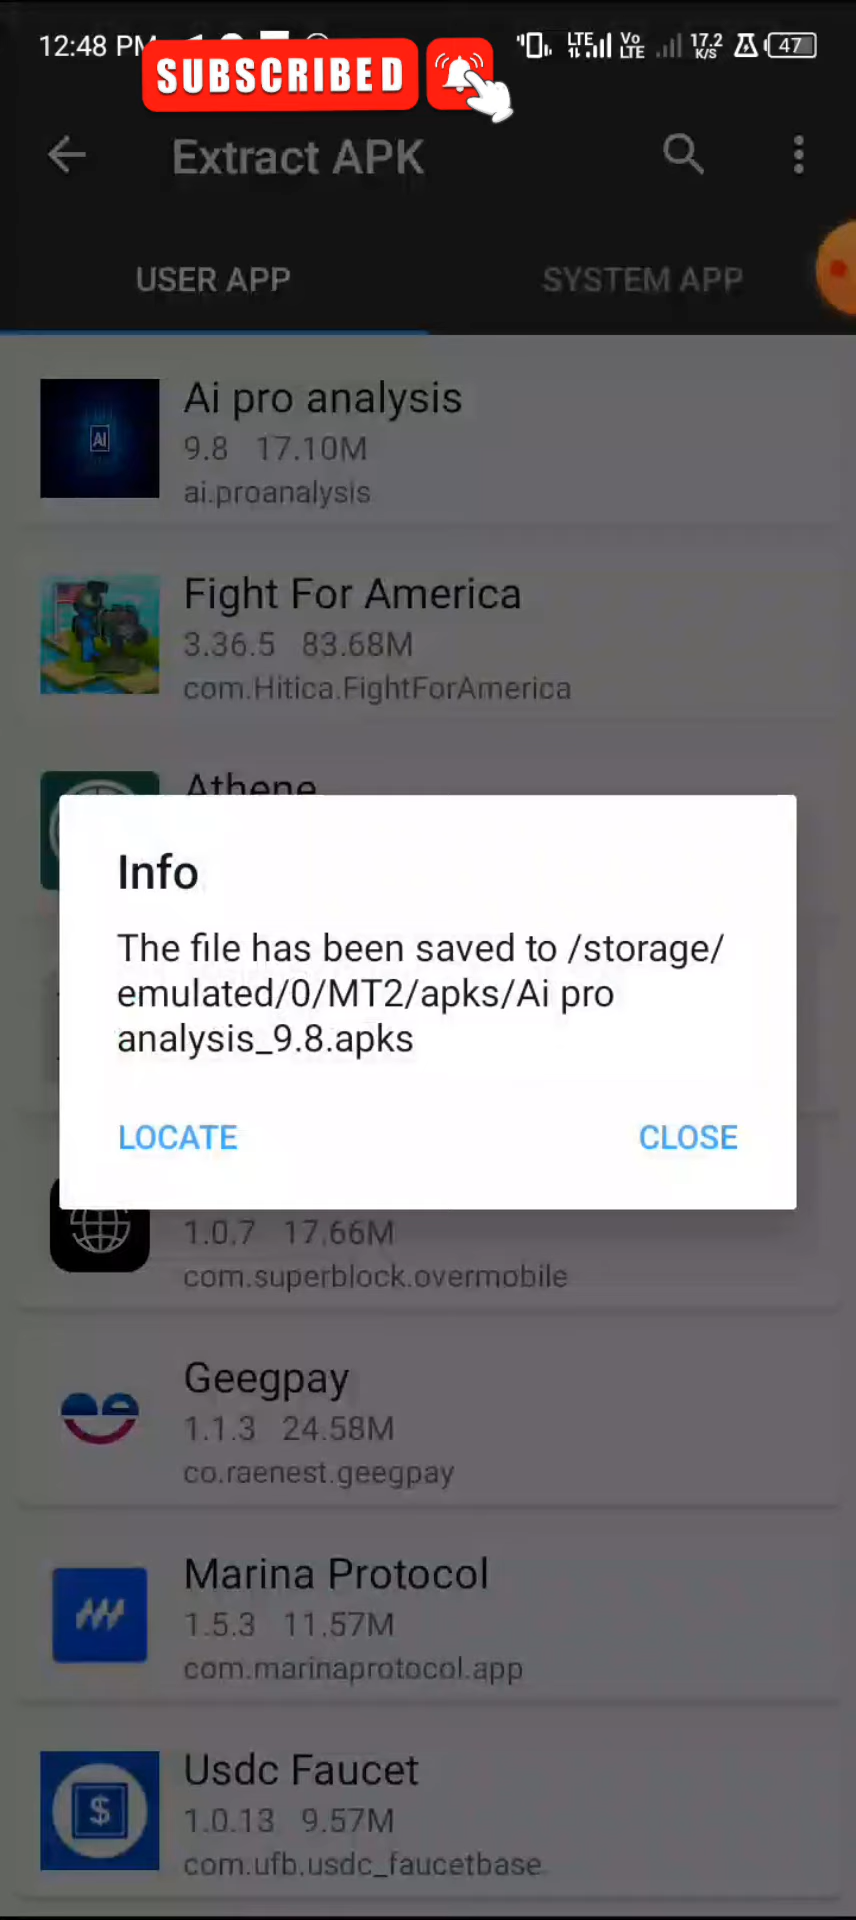 12:48 PM
LTE
Vo
LTE
17.2
K/S
47
SUBSCRIBED
Extract APK
USER APP
SYSTEM APP
AI
Ai pro analysis
9.8 17.10M
ai.proanalysis
Fight For America
3.36.5 83.68M
com.Hitica.FightForAmerica
Athene
Info
The file has been saved to /storage/
emulated/0/MT2/apks/Ai pro
analysis_9.8.apks
LOCATE
CLOSE
1.0.7 17.66M
com.superblock.overmobile
Geegpay
1.1.3 24.58M
co.raenest.geegpay
Marina Protocol
1.5.3 11.57M
com.marinaprotocol.app
Usdc Faucet
$
1.0.13 9.57M
com.ufb.usdc_faucetbase